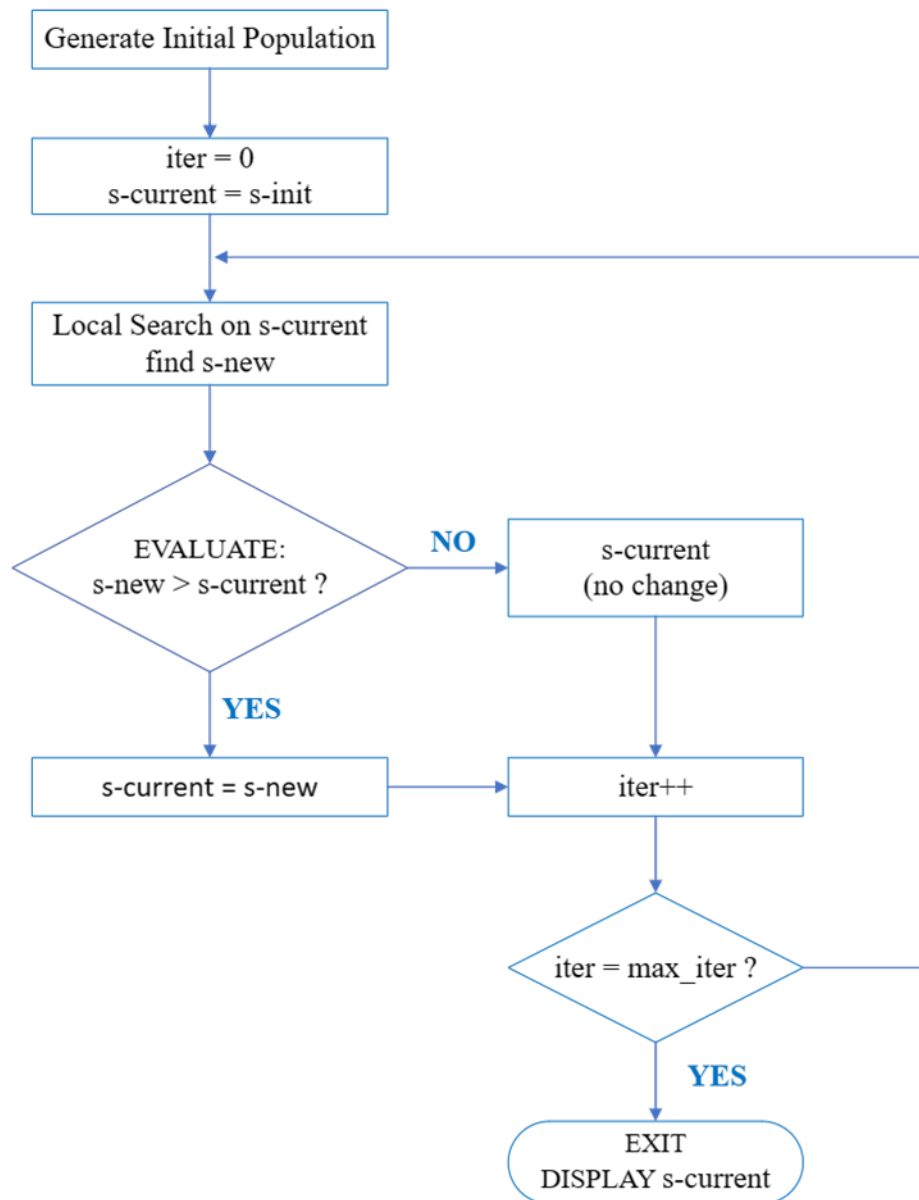 Generate Initial Population
iter = 0
s-current = s-init
Local Search on s-current
find s-new
EVALUATE:
s-new > s-current ?
NO
s-current
(no change)
YES
s-current = s-new
iter++
iter = max_iter ?
YES
EXIT
DISPLAY s-current